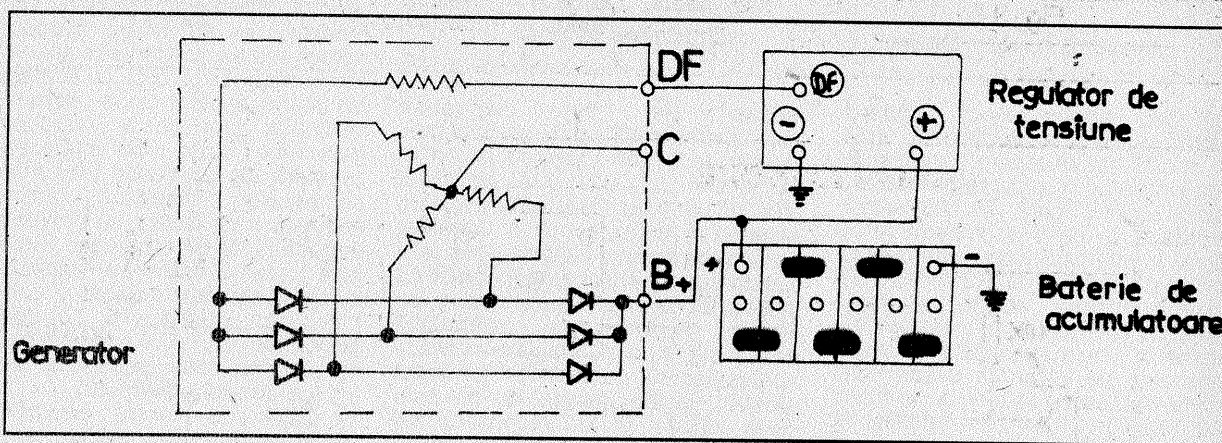 DF
DF
Regulator de
tensiune
-
+
C
B+
+
-
Baterie de
acumulatoare
Generator